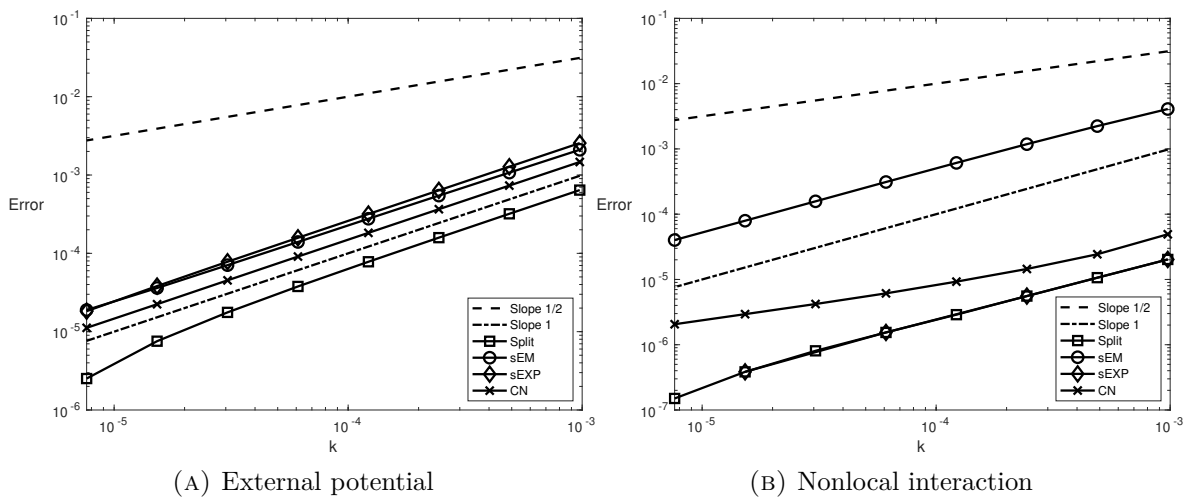 10^-1
10^-2
10^-3
Error
10^-4
10^-5
10^-6
10^-5
10^-4
10^-3
k
Slope 1/2
Slope 1
Split
sEM
sEXP
CN
(A) External potential
10^-1
10^-2
10^-3
Error
10^-4
10^-5
10^-6
10^-7
10^-5
10^-4
10^-3
k
Slope 1/2
Slope 1
Split
sEM
sEXP
CN
(B) Nonlocal interaction